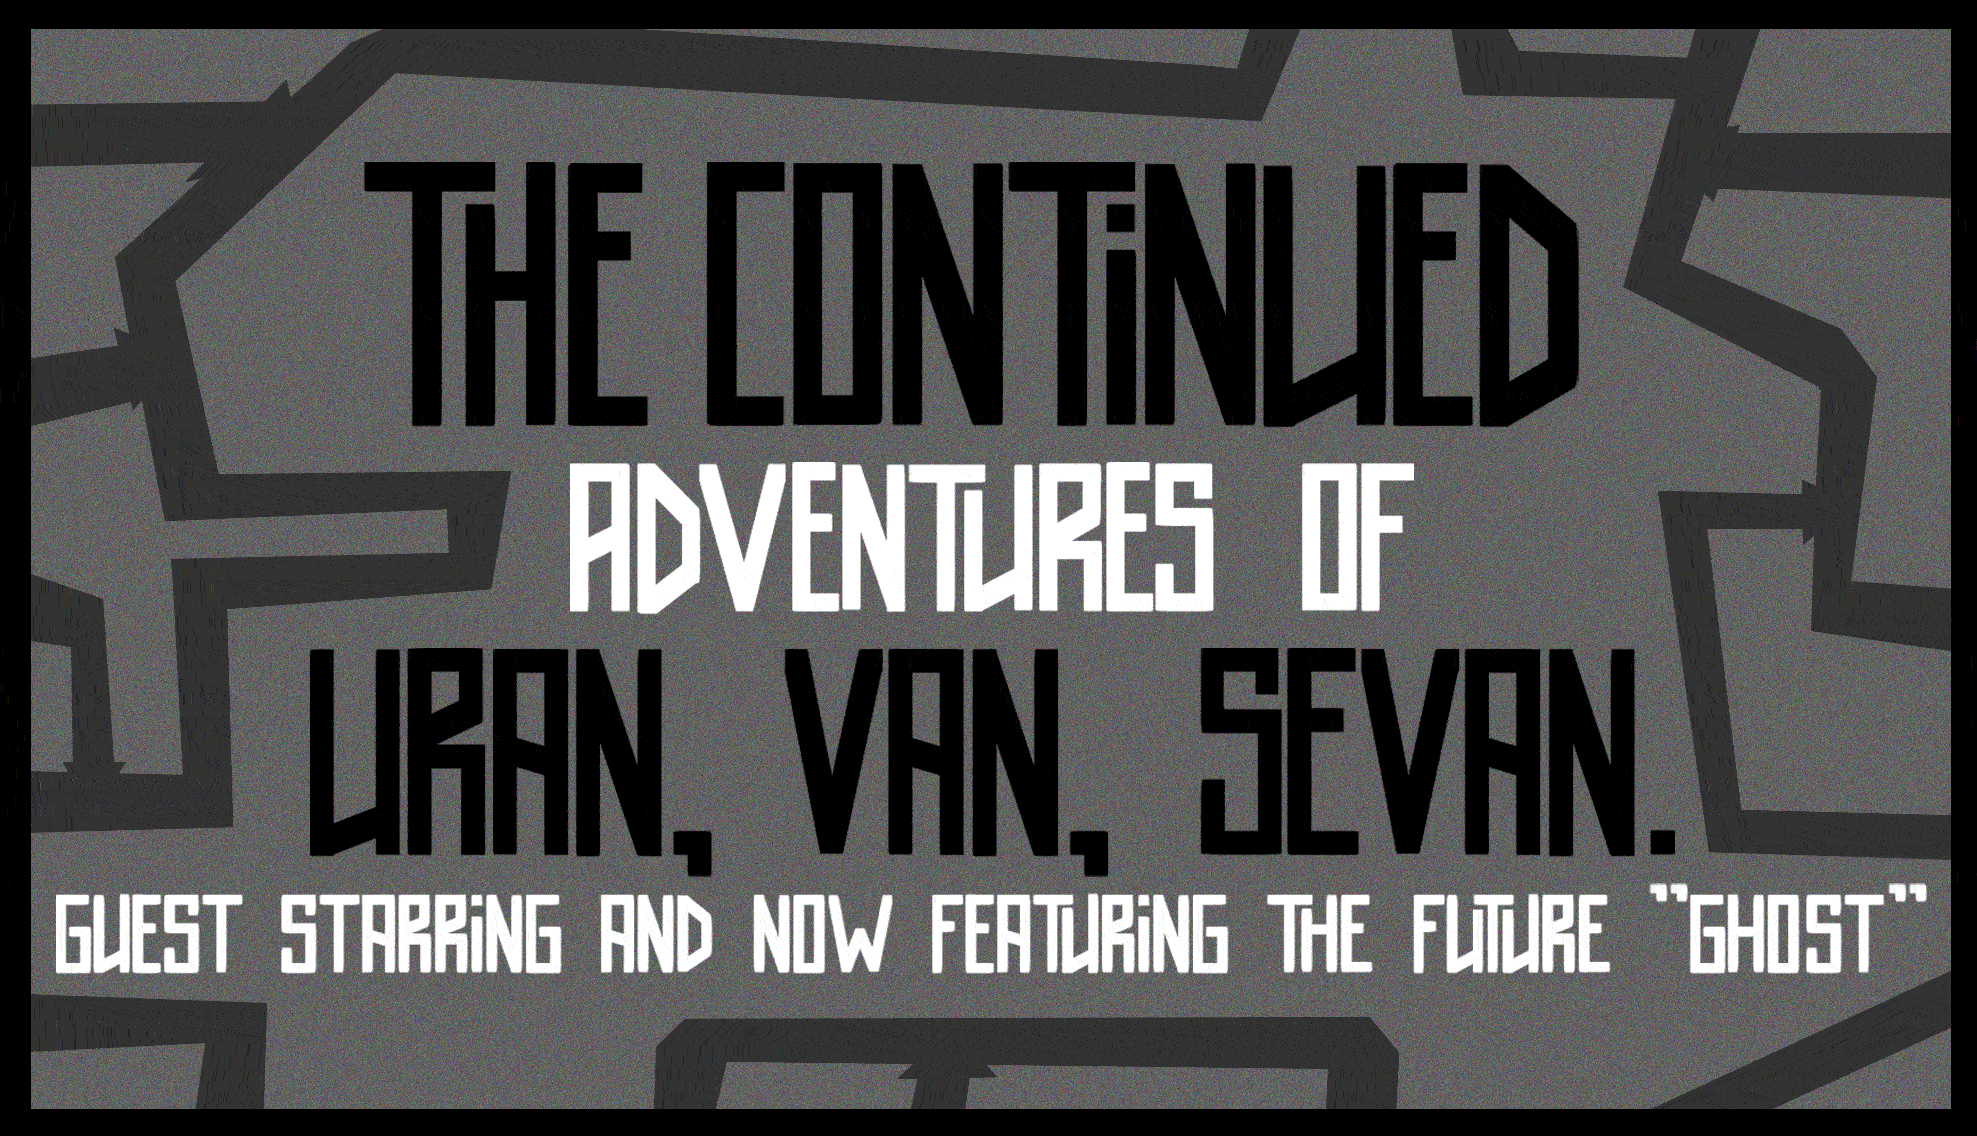 THE CONTiNUED
ADVENTURES OF
URAN, VAN, SEVAN.
GUEST STARRiNG AND NOW FEATURiNG THE FUTURE "GHOST"